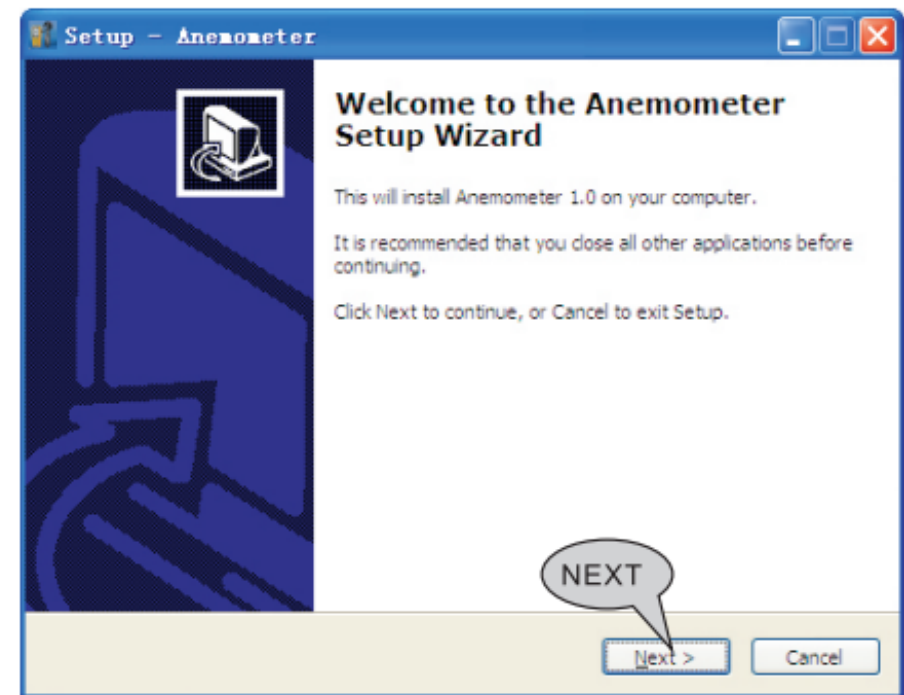 Setup - Anemometer
Welcome to the Anemometer
Setup Wizard
This will install Anemometer 1.0 on your computer.
It is recommended that you close all other applications before
continuing.
Click Next to continue, or Cancel to exit Setup.
NEXT
Next >
Cancel